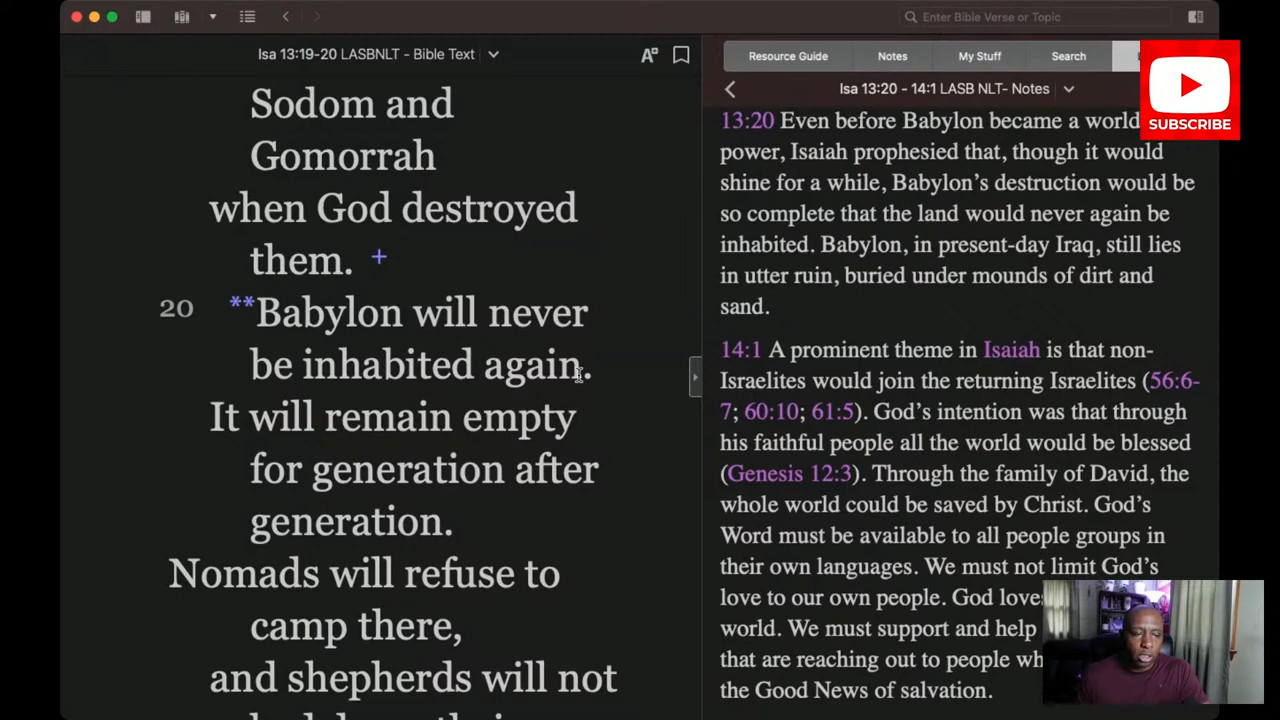 Enter Bible Verse or Topic
Isa 13:19-20 LASBNLT - Bible Text
Sodom and
Gomorrah
when God destroyed
them. +
20 **Babylon will never
be inhabited again.
It will remain empty
for generation after
generation.
Nomads will refuse to
camp there,
and shepherds will not
Resource Guide Notes My Stuff Search
Isa 13:20 - 14:1 LASB NLT- Notes
SUBSCRIBE
13:20 Even before Babylon became a world
power, Isaiah prophesied that, though it would
shine for a while, Babylon's destruction would be
so complete that the land would never again be
inhabited. Babylon, in present-day Iraq, still lies
in utter ruin, buried under mounds of dirt and
sand.
14:1 A prominent theme in Isaiah is that non-
Israelites would join the returning Israelites (56:6-
7; 60:10; 61:5). God's intention was that through
his faithful people all the world would be blessed
(Genesis 12:3). Through the family of David, the
whole world could be saved by Christ. God's
Word must be available to all people groups in
their own languages. We must not limit God's
love to our own people. God love
world. We must support and help
that are reaching out to people wh
the Good News of salvation.